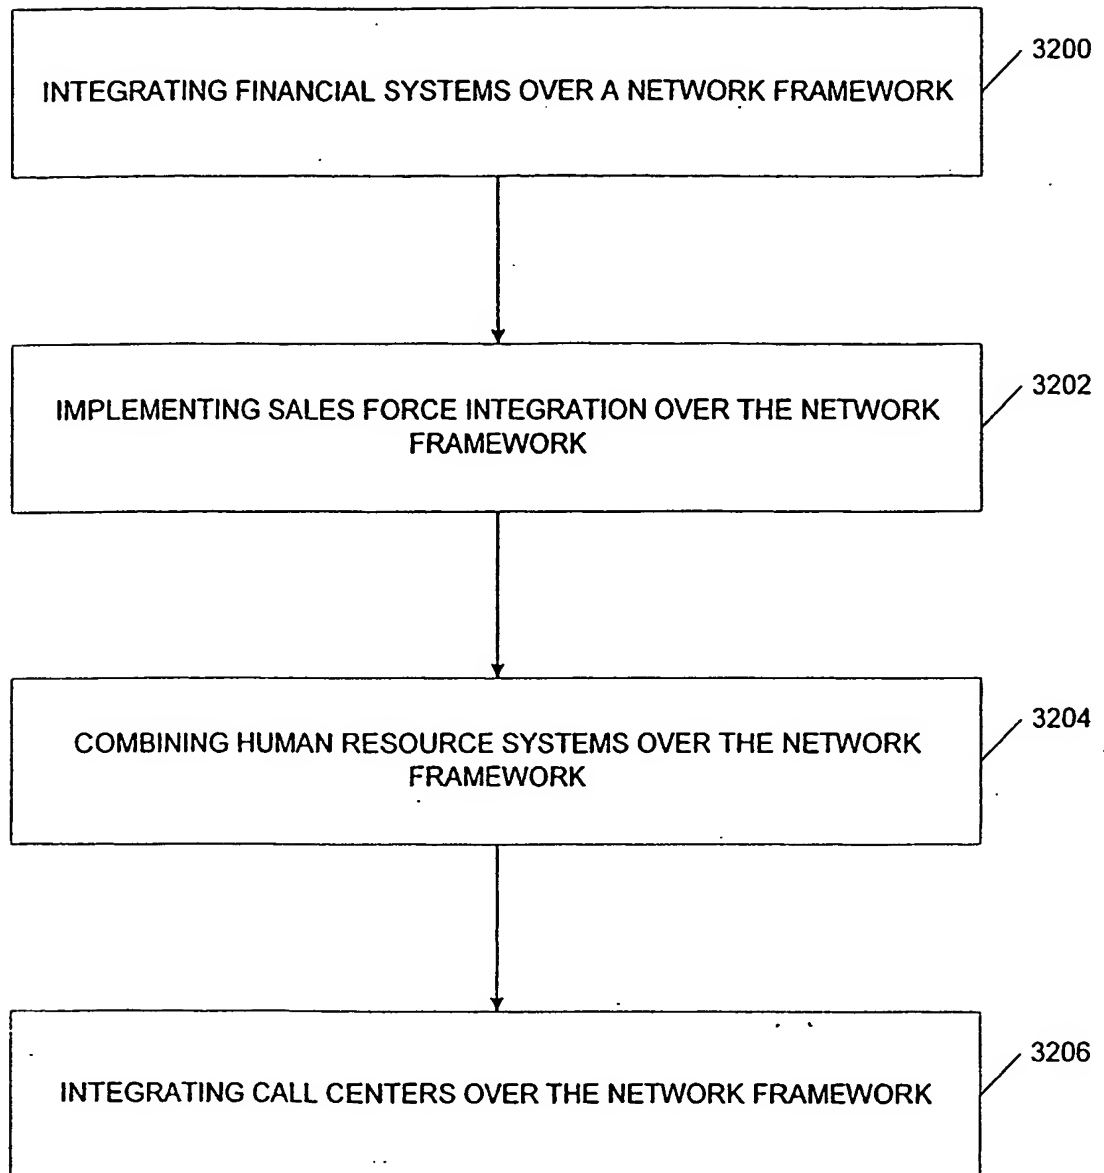 3200
INTEGRATING FINANCIAL SYSTEMS OVER A NETWORK FRAMEWORK
3202
IMPLEMENTING SALES FORCE INTEGRATION OVER THE NETWORK
FRAMEWORK
3204
COMBINING HUMAN RESOURCE SYSTEMS OVER THE NETWORK
FRAMEWORK
3206
INTEGRATING CALL CENTERS OVER THE NETWORK FRAMEWORK